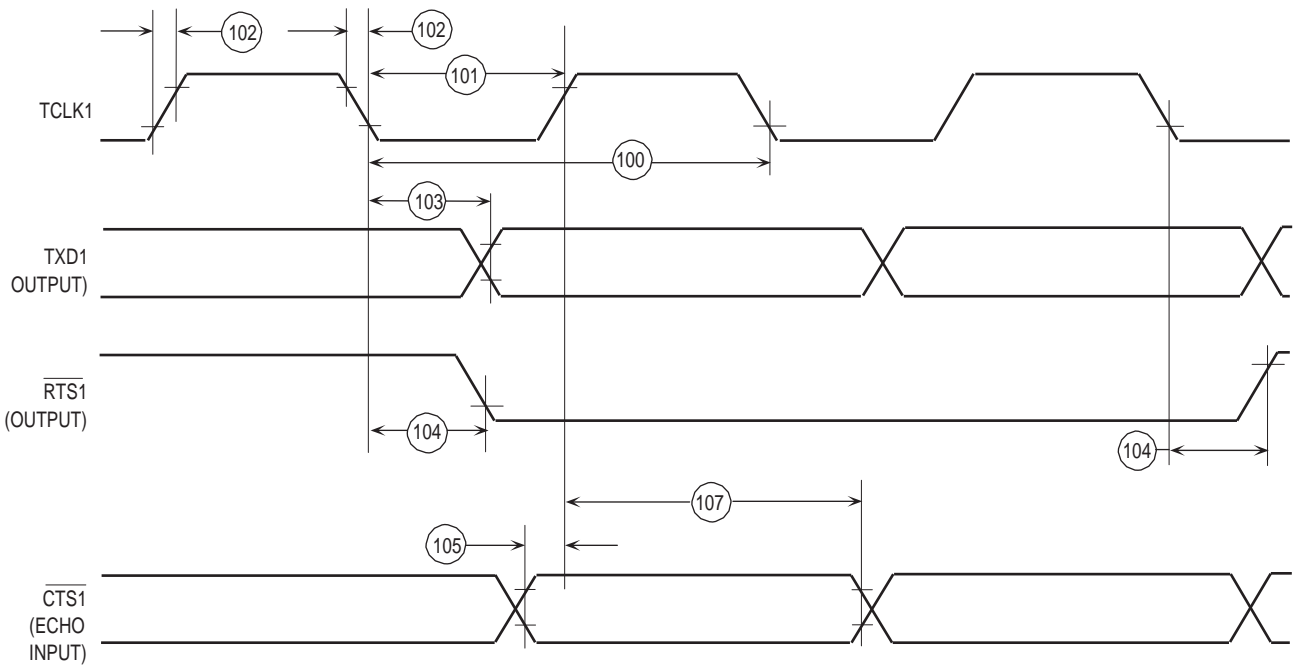 102
102
101
TCLK1
100
103
TXD1
OUTPUT)
RTS1
(OUTPUT)
104
104
107
105
CTS1
(ECHO
INPUT)